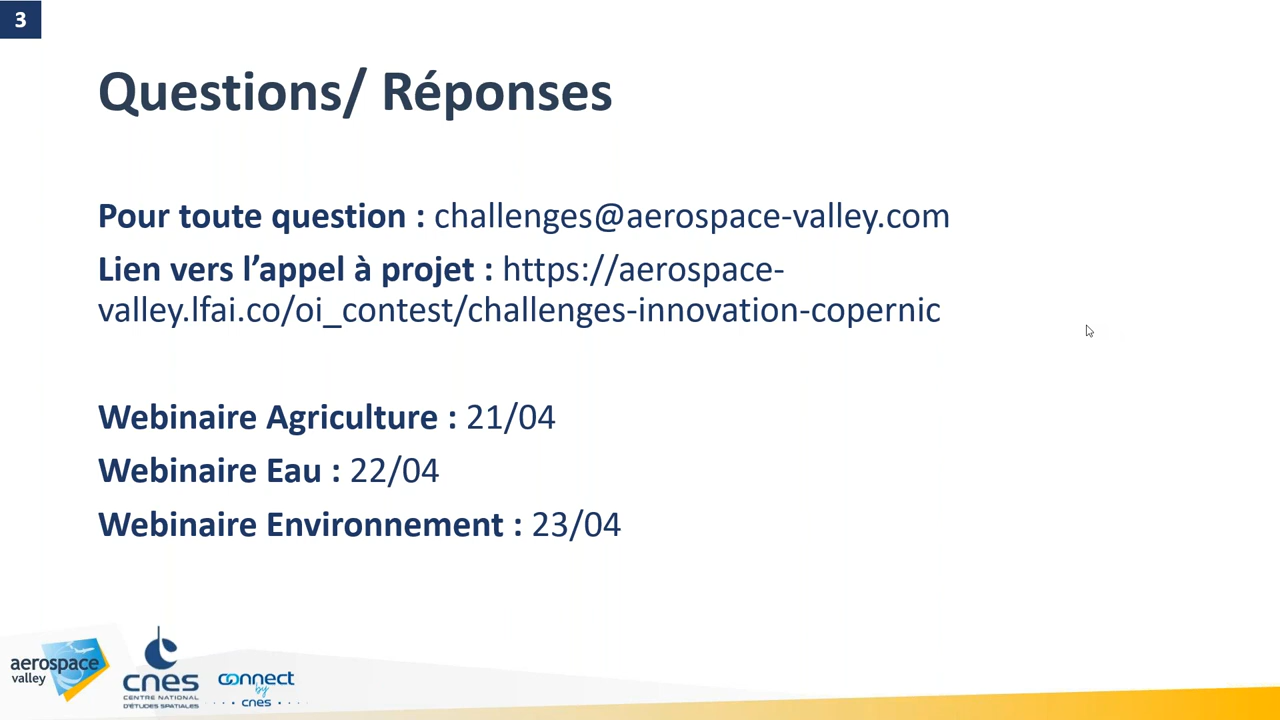 3
Questions/ Réponses
Pour toute question : challenges@aerospace-valley.com
Lien vers l’appel à projet : https://aerospace-
valley.lfai.co/oi_contest/challenges-innovation-copernic
Webinaire Agriculture : 21/04
Webinaire Eau : 22/04
Webinaire Environnement : 23/04
aerospace
valley
cnes
CENTRE NATIONAL
D'ÉTUDES SPATIALES
connect
by
cnes